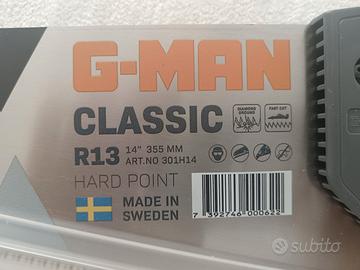 G-MAN
CLASSIC
DIAMOND GROUND
FAST CUT
R13 14" 355 MM
ART.NO 301H14
HARD POINT
MADE IN
SWEDEN
7 392746 000622
subito